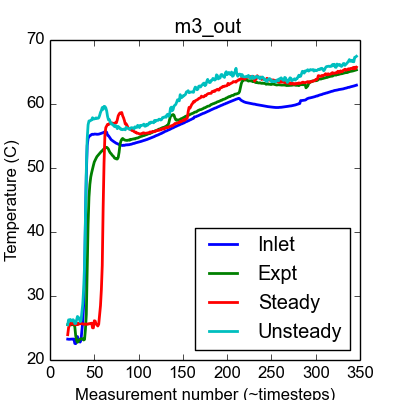 m3_out
Temperature (C)
70
60
50
40
30
20
0
50
100
150
200
250
300
350
Inlet
Expt
Steady
Unsteady
Measurement number (~timesteps)